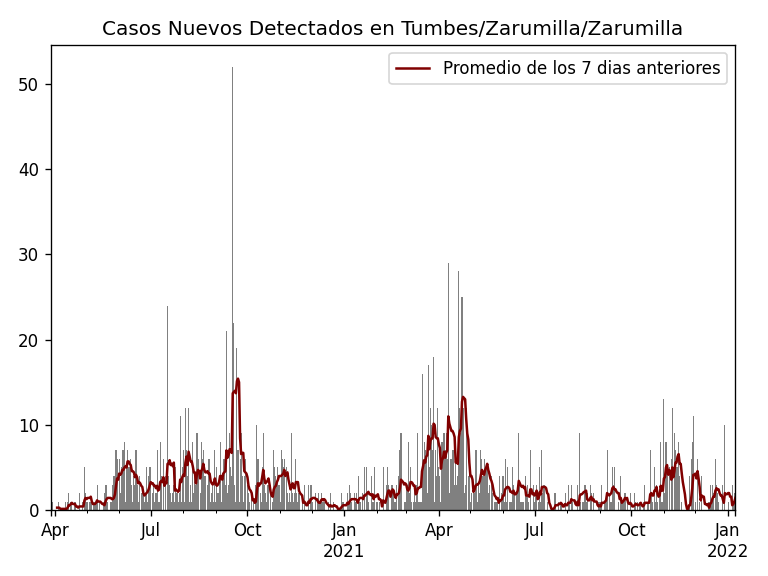 Casos Nuevos Detectados en Tumbes/Zarumilla/Zarumilla
Promedio de los 7 dias anteriores
50
40
30
20
10
0
Apr Jul Oct Jan Apr Jul Oct Jan
2021 2022